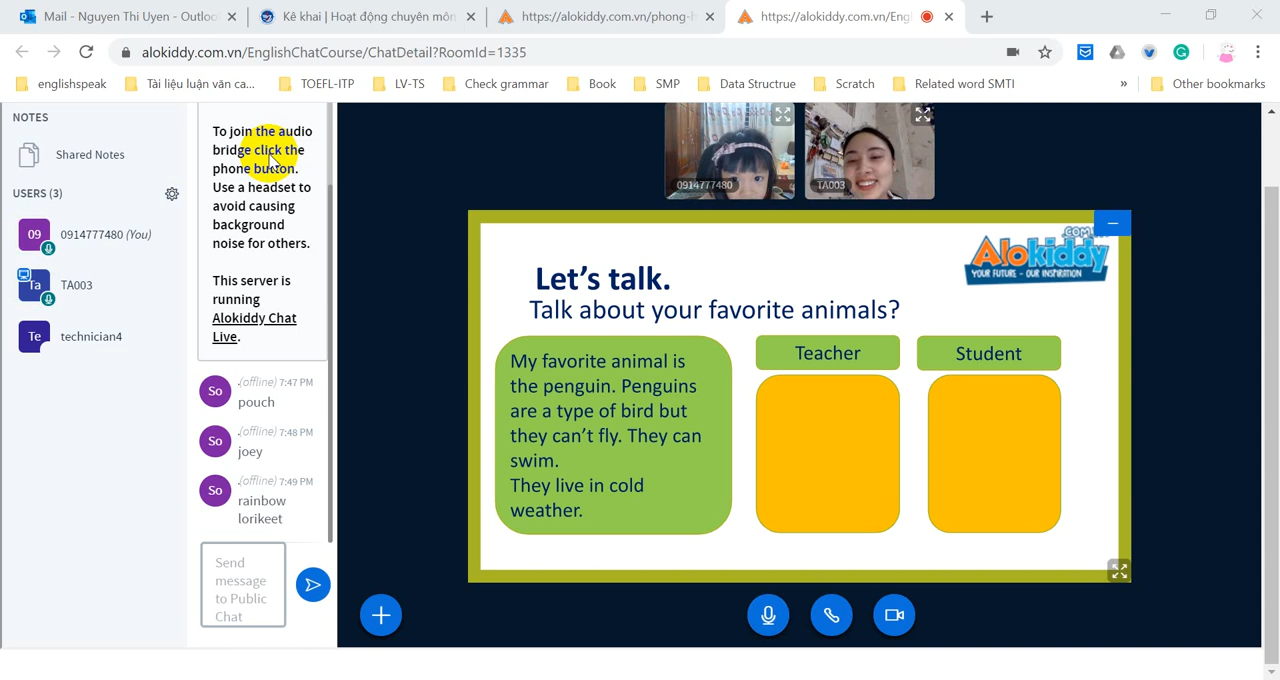 Mail - Nguyen Thi Uyen - Outloo
Kê khai | Hoạt động chuyên môn
https://alokiddy.com.vn/phong-h
https://alokiddy.com.vn/Engl
alokiddy.com.vn/EnglishChatCourse/ChatDetail?RoomId=1335
englishspeak
Tài liệu luận văn ca...
TOEFL-ITP
LV-TS
Check grammar
Book
SMP
Data Structrue
Scratch
Related word SMTI
»
Other bookmarks
NOTES
Shared Notes
USERS (3)
09
0914777480 (You)
Ta
TA003
Te
technician4
To join the audio
bridge click the
phone button.
Use a headset to
avoid causing
background
noise for others.
This server is
running
Alokiddy Chat
Live.
So
.(offline) 7:47 PM
pouch
So
.(offline) 7:48 PM
joey
So
.(offline) 7:49 PM
rainbow
lorikeet
Send
message
to Public
Chat
0914777480
TA003
.COM.VN
Alokiddy
YOUR FUTURE - OUR INSPIRATION
Let’s talk.
Talk about your favorite animals?
My favorite animal is
the penguin. Penguins
are a type of bird but
they can’t fly. They can
swim.
They live in cold
weather.
Teacher
Student